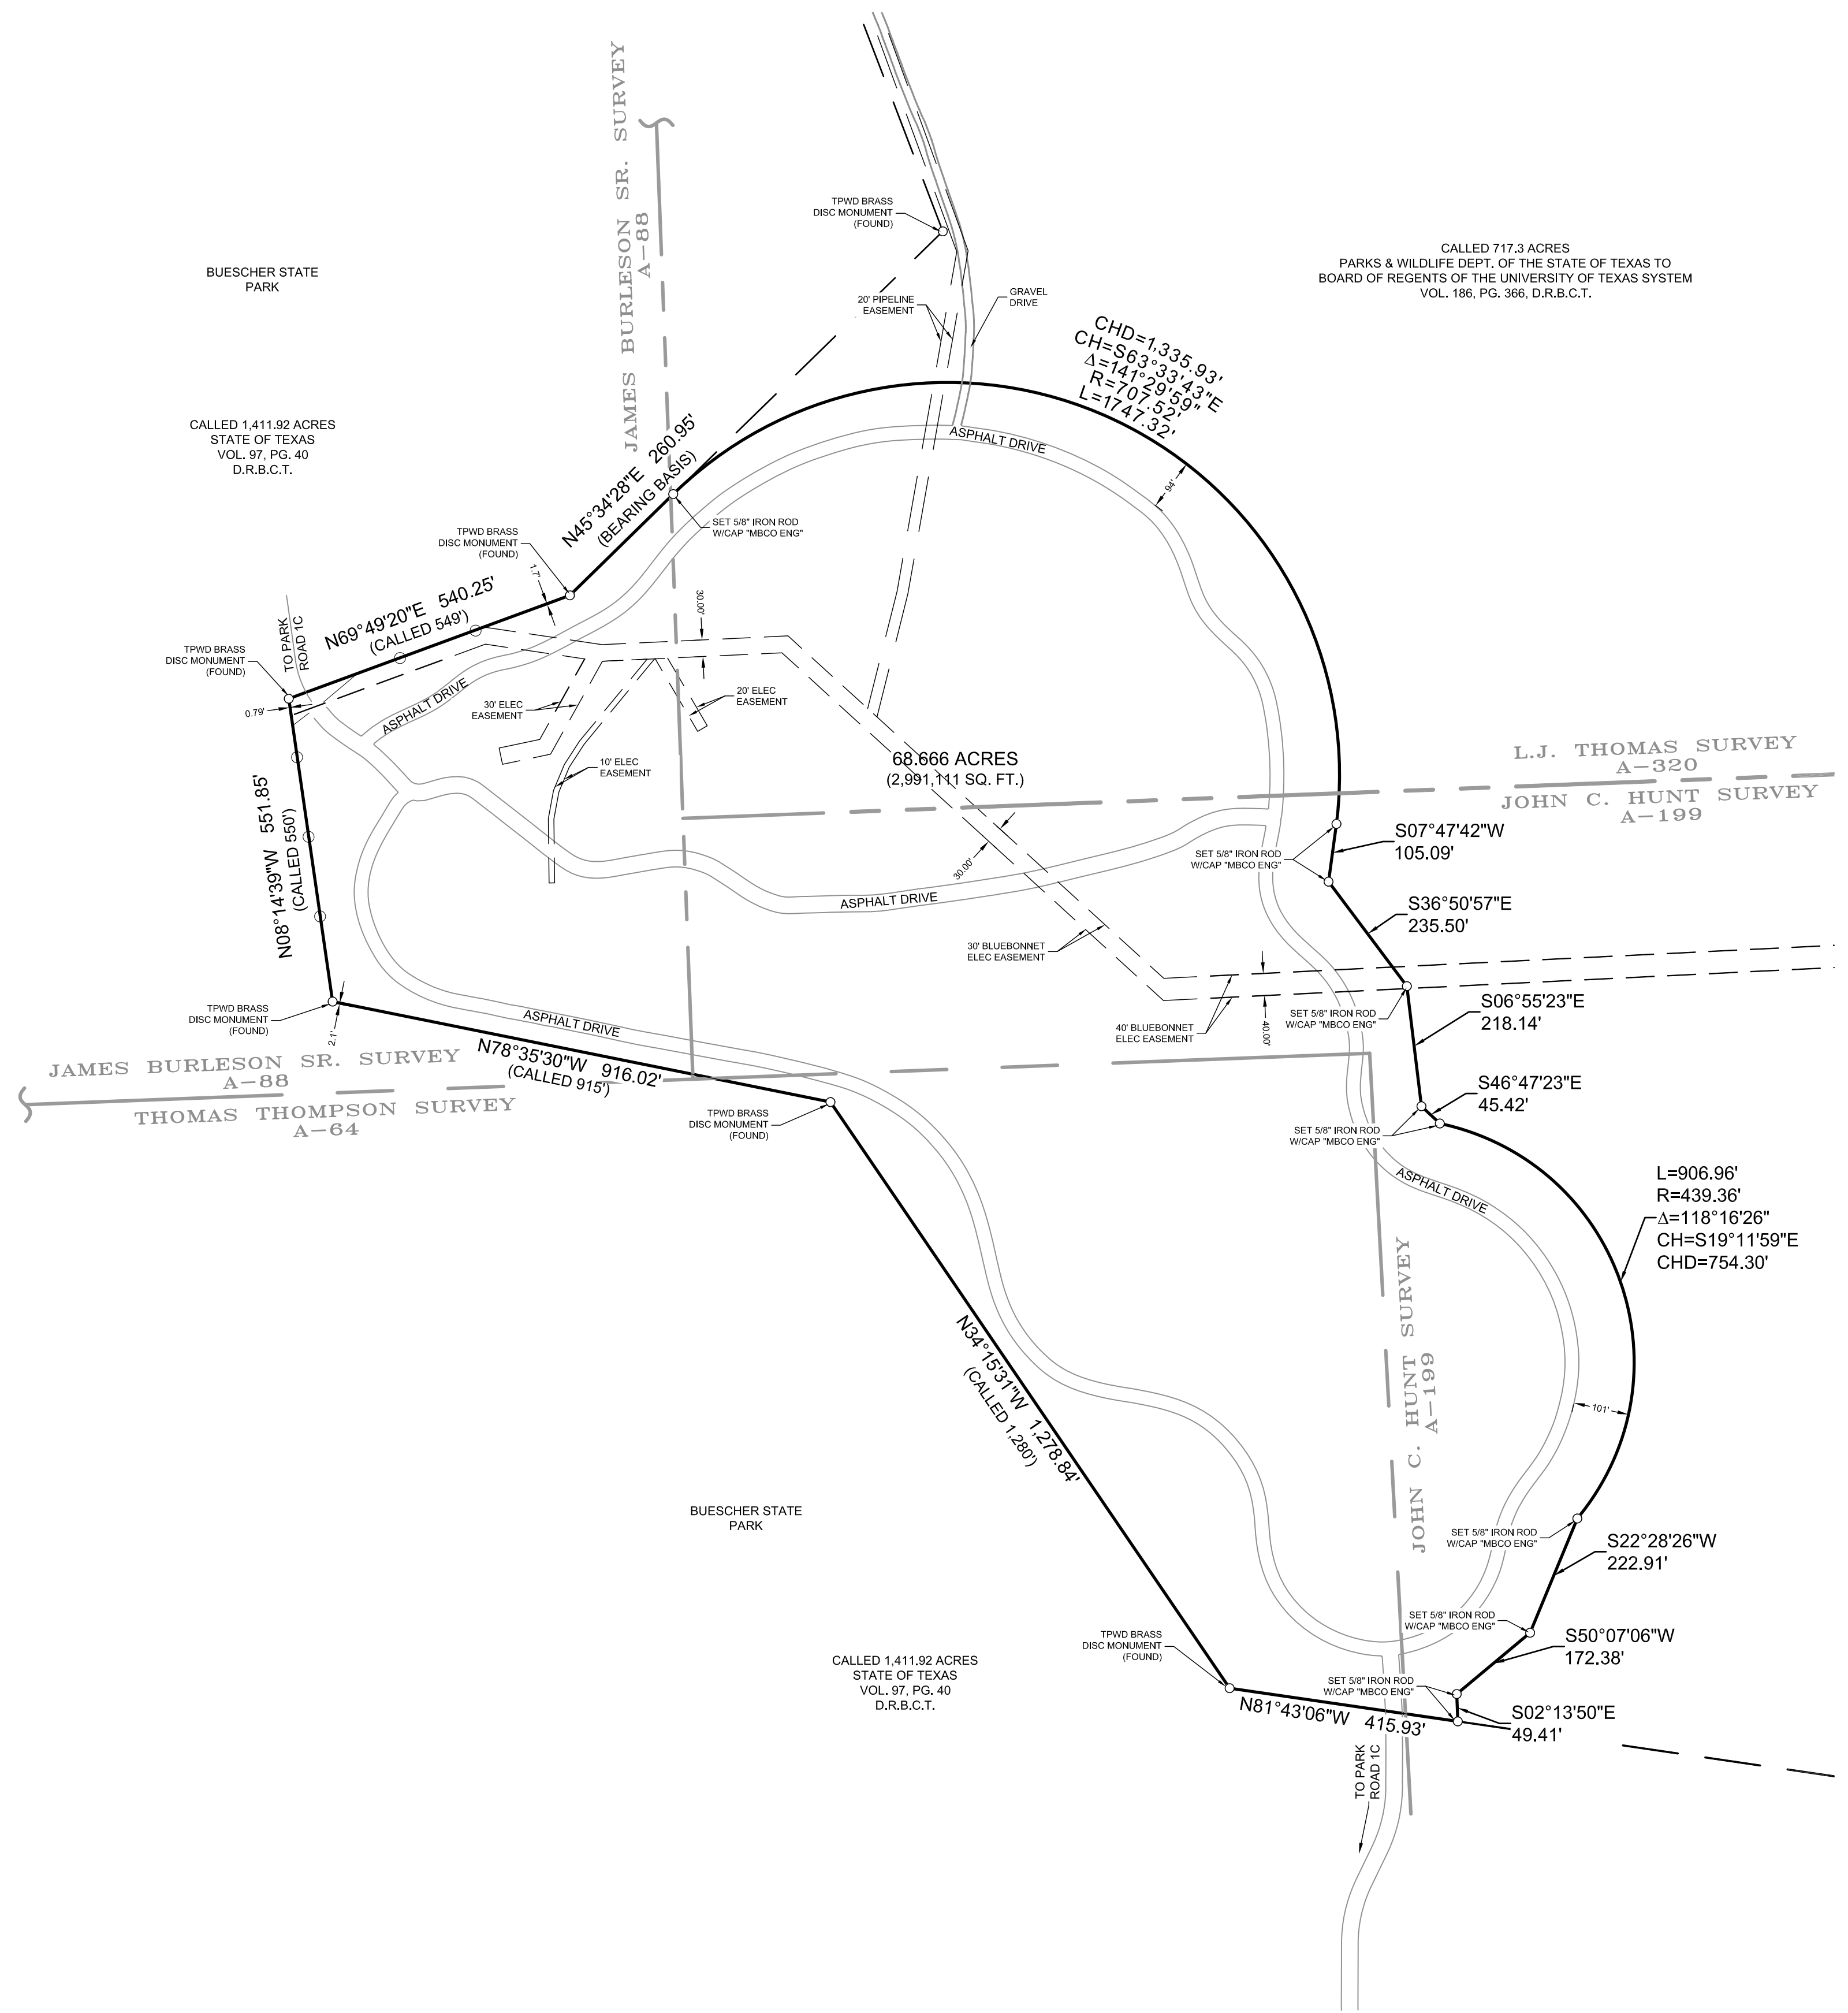 JAMES BURLESON SR. SURVEY
A-88
TPWD BRASS
DISC MONUMENT
(FOUND)
BUESCHER STATE
PARK
CALLED 717.3 ACRES
PARKS & WILDLIFE DEPT. OF THE STATE OF TEXAS TO
BOARD OF REGENTS OF THE UNIVERSITY OF TEXAS SYSTEM
VOL. 186, PG. 366, D.R.B.C.T.
20' PIPELINE
EASEMENT
GRAVEL
DRIVE
CHD=1,335.93'
CH=S63°33'43"E
Δ=141°29'59"
R=707.52'
L=1747.32'
CALLED 1,411.92 ACRES
STATE OF TEXAS
VOL. 97, PG. 40
D.R.B.C.T.
ASPHALT DRIVE
94'
N45°34'28"E 260.95'
(BEARING BASIS)
SET 5/8" IRON ROD
W/CAP "MBCO ENG"
TPWD BRASS
DISC MONUMENT
(FOUND)
1.7'
N69°49'20"E 540.25'
(CALLED 549')
30.00'
TO PARK
ROAD 1C
TPWD BRASS
DISC MONUMENT
(FOUND)
0.79'
ASPHALT DRIVE
30' ELEC
EASEMENT
20' ELEC
EASEMENT
10' ELEC
EASEMENT
68.666 ACRES
(2,991,111 SQ. FT.)
L.J. THOMAS SURVEY
A-320
JOHN C. HUNT SURVEY
A-199
N08°14'39"W 551.85'
(CALLED 550')
S07°47'42"W
105.09'
SET 5/8" IRON ROD
W/CAP "MBCO ENG"
30.00'
ASPHALT DRIVE
S36°50'57"E
235.50'
30' BLUEBONNET
ELEC EASEMENT
TPWD BRASS
DISC MONUMENT
(FOUND)
2.1'
ASPHALT DRIVE
S06°55'23"E
218.14'
SET 5/8" IRON ROD
W/CAP "MBCO ENG"
40' BLUEBONNET
ELEC EASEMENT
40.00'
JAMES BURLESON SR. SURVEY
A-88
THOMAS THOMPSON SURVEY
A-64
N78°35'30"W 916.02'
(CALLED 915')
S46°47'23"E
45.42'
TPWD BRASS
DISC MONUMENT
(FOUND)
SET 5/8" IRON ROD
W/CAP "MBCO ENG"
ASPHALT DRIVE
L=906.96'
R=439.36'
Δ=118°16'26"
CH=S19°11'59"E
CHD=754.30'
JOHN C. HUNT SURVEY
A-199
N34°15'31"W 1,278.84'
(CALLED 1,280')
101'
BUESCHER STATE
PARK
SET 5/8" IRON ROD
W/CAP "MBCO ENG"
S22°28'26"W
222.91'
SET 5/8" IRON ROD
W/CAP "MBCO ENG"
S50°07'06"W
172.38'
TPWD BRASS
DISC MONUMENT
(FOUND)
CALLED 1,411.92 ACRES
STATE OF TEXAS
VOL. 97, PG. 40
D.R.B.C.T.
SET 5/8" IRON ROD
W/CAP "MBCO ENG"
N81°43'06"W 415.93'
S02°13'50"E
49.41'
TO PARK
ROAD 1C